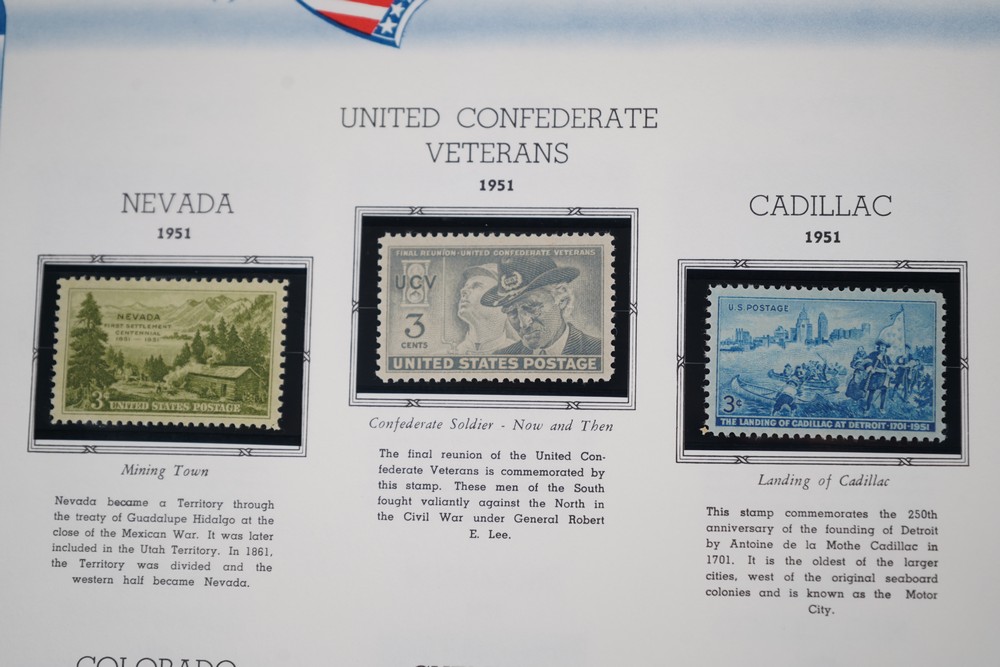 UNITED CONFEDERATE
VETERANS
1951
NEVADA
1951
CADILLAC
1951
NEVADA
FIRST SETTLEMENT
CENTENNIAL
1851 - 1951
3¢
UNITED STATES POSTAGE
Mining Town
Nevada became a Territory through
the treaty of Guadalupe Hidalgo at the
close of the Mexican War. It was later
included in the Utah Territory. In 1861,
the Territory was divided and the
western half became Nevada.
FINAL REUNION · UNITED CONFEDERATE VETERANS
UCV
3
CENTS
UNITED STATES POSTAGE
Confederate Soldier - Now and Then
The final reunion of the United Con-
federate Veterans is commemorated by
this stamp. These men of the South
fought valiantly against the North in
the Civil War under General Robert
E. Lee.
U.S. POSTAGE
3¢
THE LANDING OF CADILLAC AT DETROIT·1701-1951
Landing of Cadillac
This stamp commemorates the 250th
anniversary of the founding of Detroit
by Antoine de la Mothe Cadillac in
1701. It is the oldest of the larger
cities, west of the original seaboard
colonies and is known as the Motor
City.
COLORADO